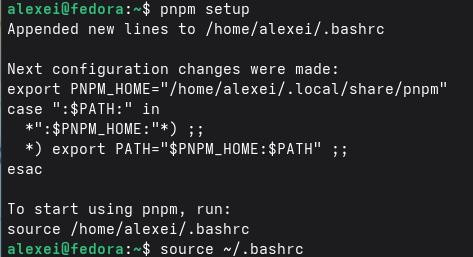 alexei@fedora:~$ pnpm setup
Appended new lines to /home/alexei/.bashrc

Next configuration changes were made:
export PNPM_HOME="/home/alexei/.local/share/pnpm"
case ":$PATH:" in
  *":$PNPM_HOME:"*) ;;
  *) export PATH="$PNPM_HOME:$PATH" ;;
esac

To start using pnpm, run:
source /home/alexei/.bashrc
alexei@fedora:~$ source ~/.bashrc